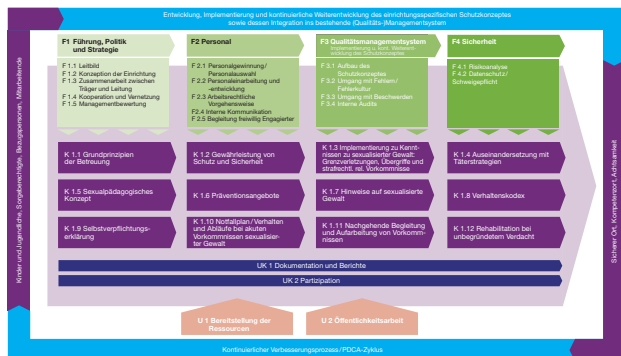 Entwicklung, Implementierung und kontinuierliche Weiterentwicklung des einrichtungsspezifischen Schutzkonzeptes
sowie dessen Integration ins bestehende (Qualitäts-)Managementsystem
Kinder und Jugendliche, Sorgeberechtigte, Bezugspersonen, Mitarbeitende
F1 Führung, Politik
und Strategie
F 1.1 Leitbild
F 1.2 Konzeption der Einrichtung
F 1.3 Zusammenarbeit zwischen
Träger und Leitung
F 1.4 Kooperation und Vernetzung
F 1.5 Managementbewertung
F2 Personal
F 2.1 Personalgewinnung/
Personalauswahl
F 2.2 Personaleinarbeitung und
-entwicklung
F 2.3 Arbeitsrechtliche
Vorgehensweise
F2.4 Interne Kommunikation
F 2.5 Begleitung freiwillig Engagierter
F3 Qualitätsmanagementsystem
Implementierung u. kont. Weiterent-
wicklung des Schutzkonzeptes
F 3.1 Aufbau des
Schutzkonzeptes
F 3.2 Umgang mit Fehlern/
Fehlerkultur
F 3.3 Umgang mit Beschwerden
F 3.4 Interne Audits
F4 Sicherheit
F 4.1 Risikoanalyse
F 4.2 Datenschutz/
Schweigepflicht
K 1.1 Grundprinzipien
der Betreuung
K 1.2 Gewährleistung von
Schutz und Sicherheit
K 1.3 Implementierung zu Kennt-
nissen zu sexualisierter Gewalt:
Grenzverletzungen, Übergriffe und
strafrechtl. rel. Vorkommnisse
K 1.4 Auseinandersetzung mit
Täterstrategien
K 1.5 Sexualpädagogisches
Konzept
K 1.6 Präventionsangebote
K 1.7 Hinweise auf sexualisierte
Gewalt
K 1.8 Verhaltenskodex
K 1.9 Selbstverpflichtungs-
erklärung
K 1.10 Notfallplan/Verhalten
und Abläufe bei akuten
Vorkommnissen sexualisier-
ter Gewalt
K 1.11 Nachgehende Begleitung
und Aufarbeitung von Vorkomm-
nissen
K 1.12 Rehabilitation bei
unbegründetem Verdacht
UK 1 Dokumentation und Berichte
UK 2 Partizipation
U 1 Bereitstellung der
Ressourcen
U 2 Öffentlichkeitsarbeit
Sicherer Ort, Kompetenzort, Achtsamkeit
Kontinuierlicher Verbesserungsprozess/PDCA-Zyklus